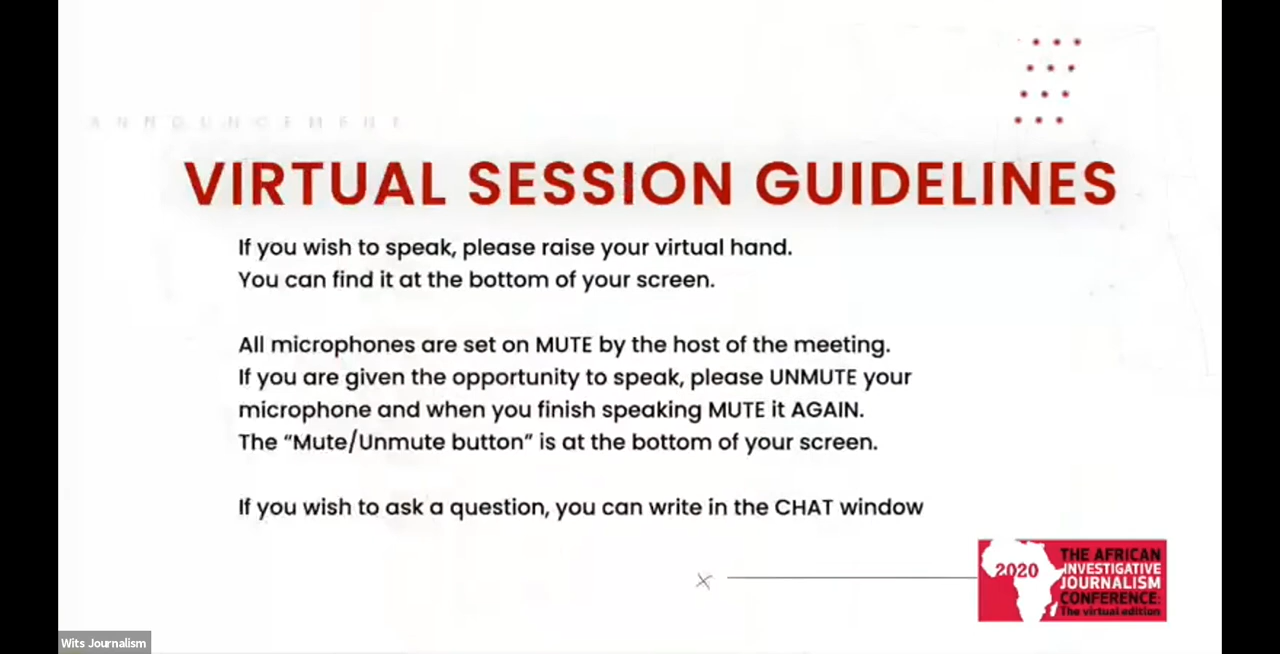 ANNOUNCEMENT
VIRTUAL SESSION GUIDELINES
If you wish to speak, please raise your virtual hand.
You can find it at the bottom of your screen.
All microphones are set on MUTE by the host of the meeting.
If you are given the opportunity to speak, please UNMUTE your
microphone and when you finish speaking MUTE it AGAIN.
The “Mute/Unmute button” is at the bottom of your screen.
If you wish to ask a question, you can write in the CHAT window
2020
THE AFRICAN
INVESTIGATIVE
JOURNALISM
CONFERENCE:
The virtual edition
Wits Journalism